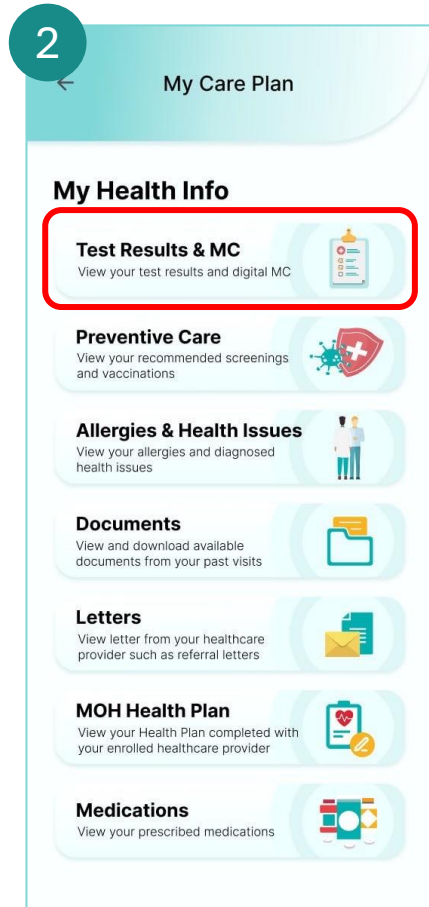 2
My Care Plan
My Health Info
Test Results & MC
View your test results and digital MC
Preventive Care
View your recommended screenings
and vaccinations
Allergies & Health Issues
View your allergies and diagnosed
health issues
Documents
View and download available
documents from your past visits
Letters
View letter from your healthcare
provider such as referral letters
MOH Health Plan
View your Health Plan completed with
your enrolled healthcare provider
Medications
View your prescribed medications